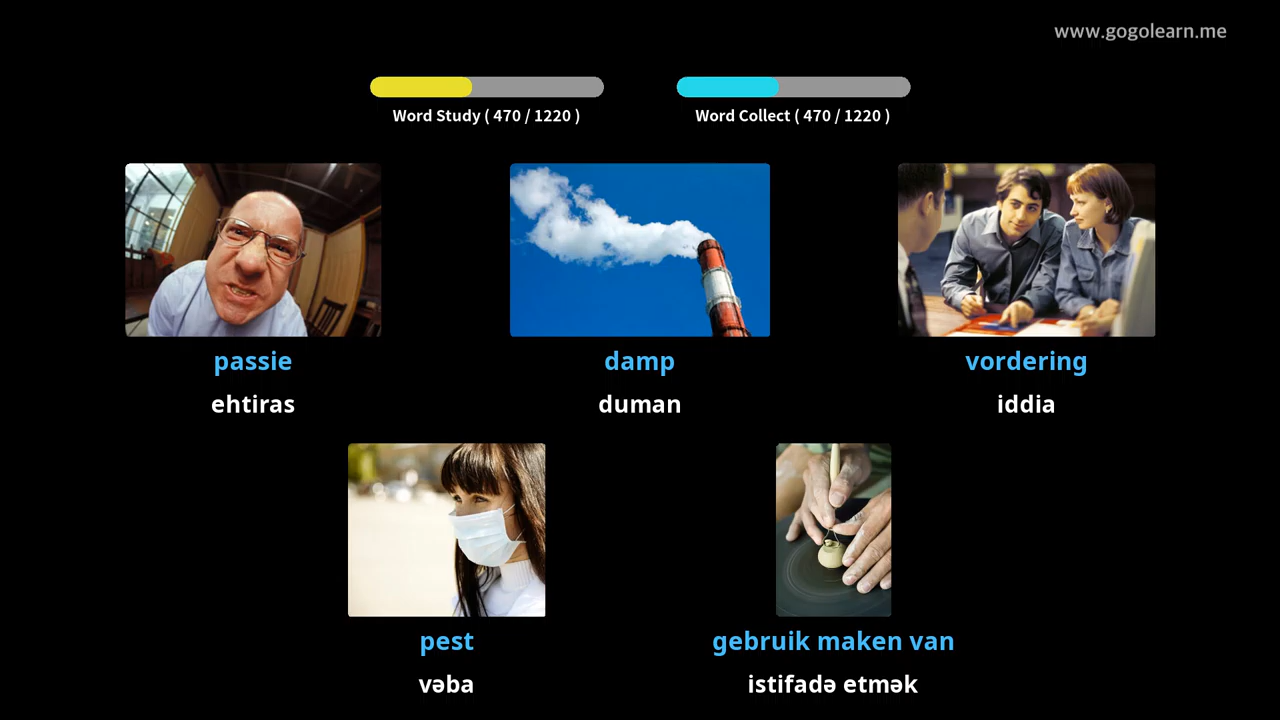 www.gogolearn.me
Word Study ( 470 / 1220 )
Word Collect ( 470 / 1220 )
passie
damp
vordering
ehtiras
duman
iddia
pest
gebruik maken van
vəba
istifadə etmək